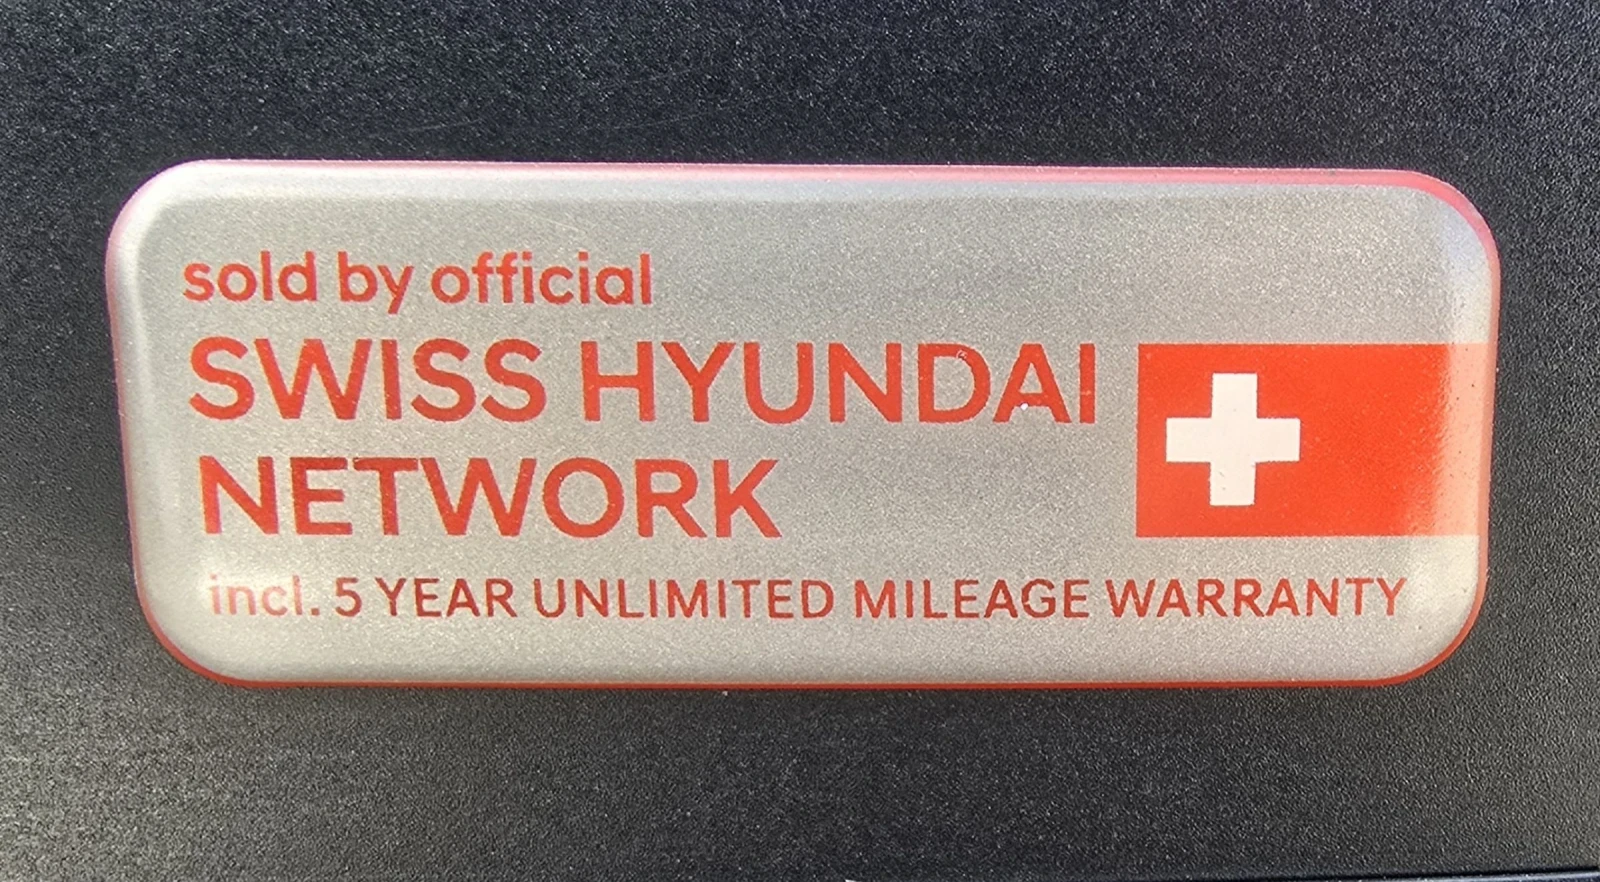 sold by official
SWISS HYUNDAI
NETWORK
incl. 5 YEAR UNLIMITED MILEAGE WARRANTY